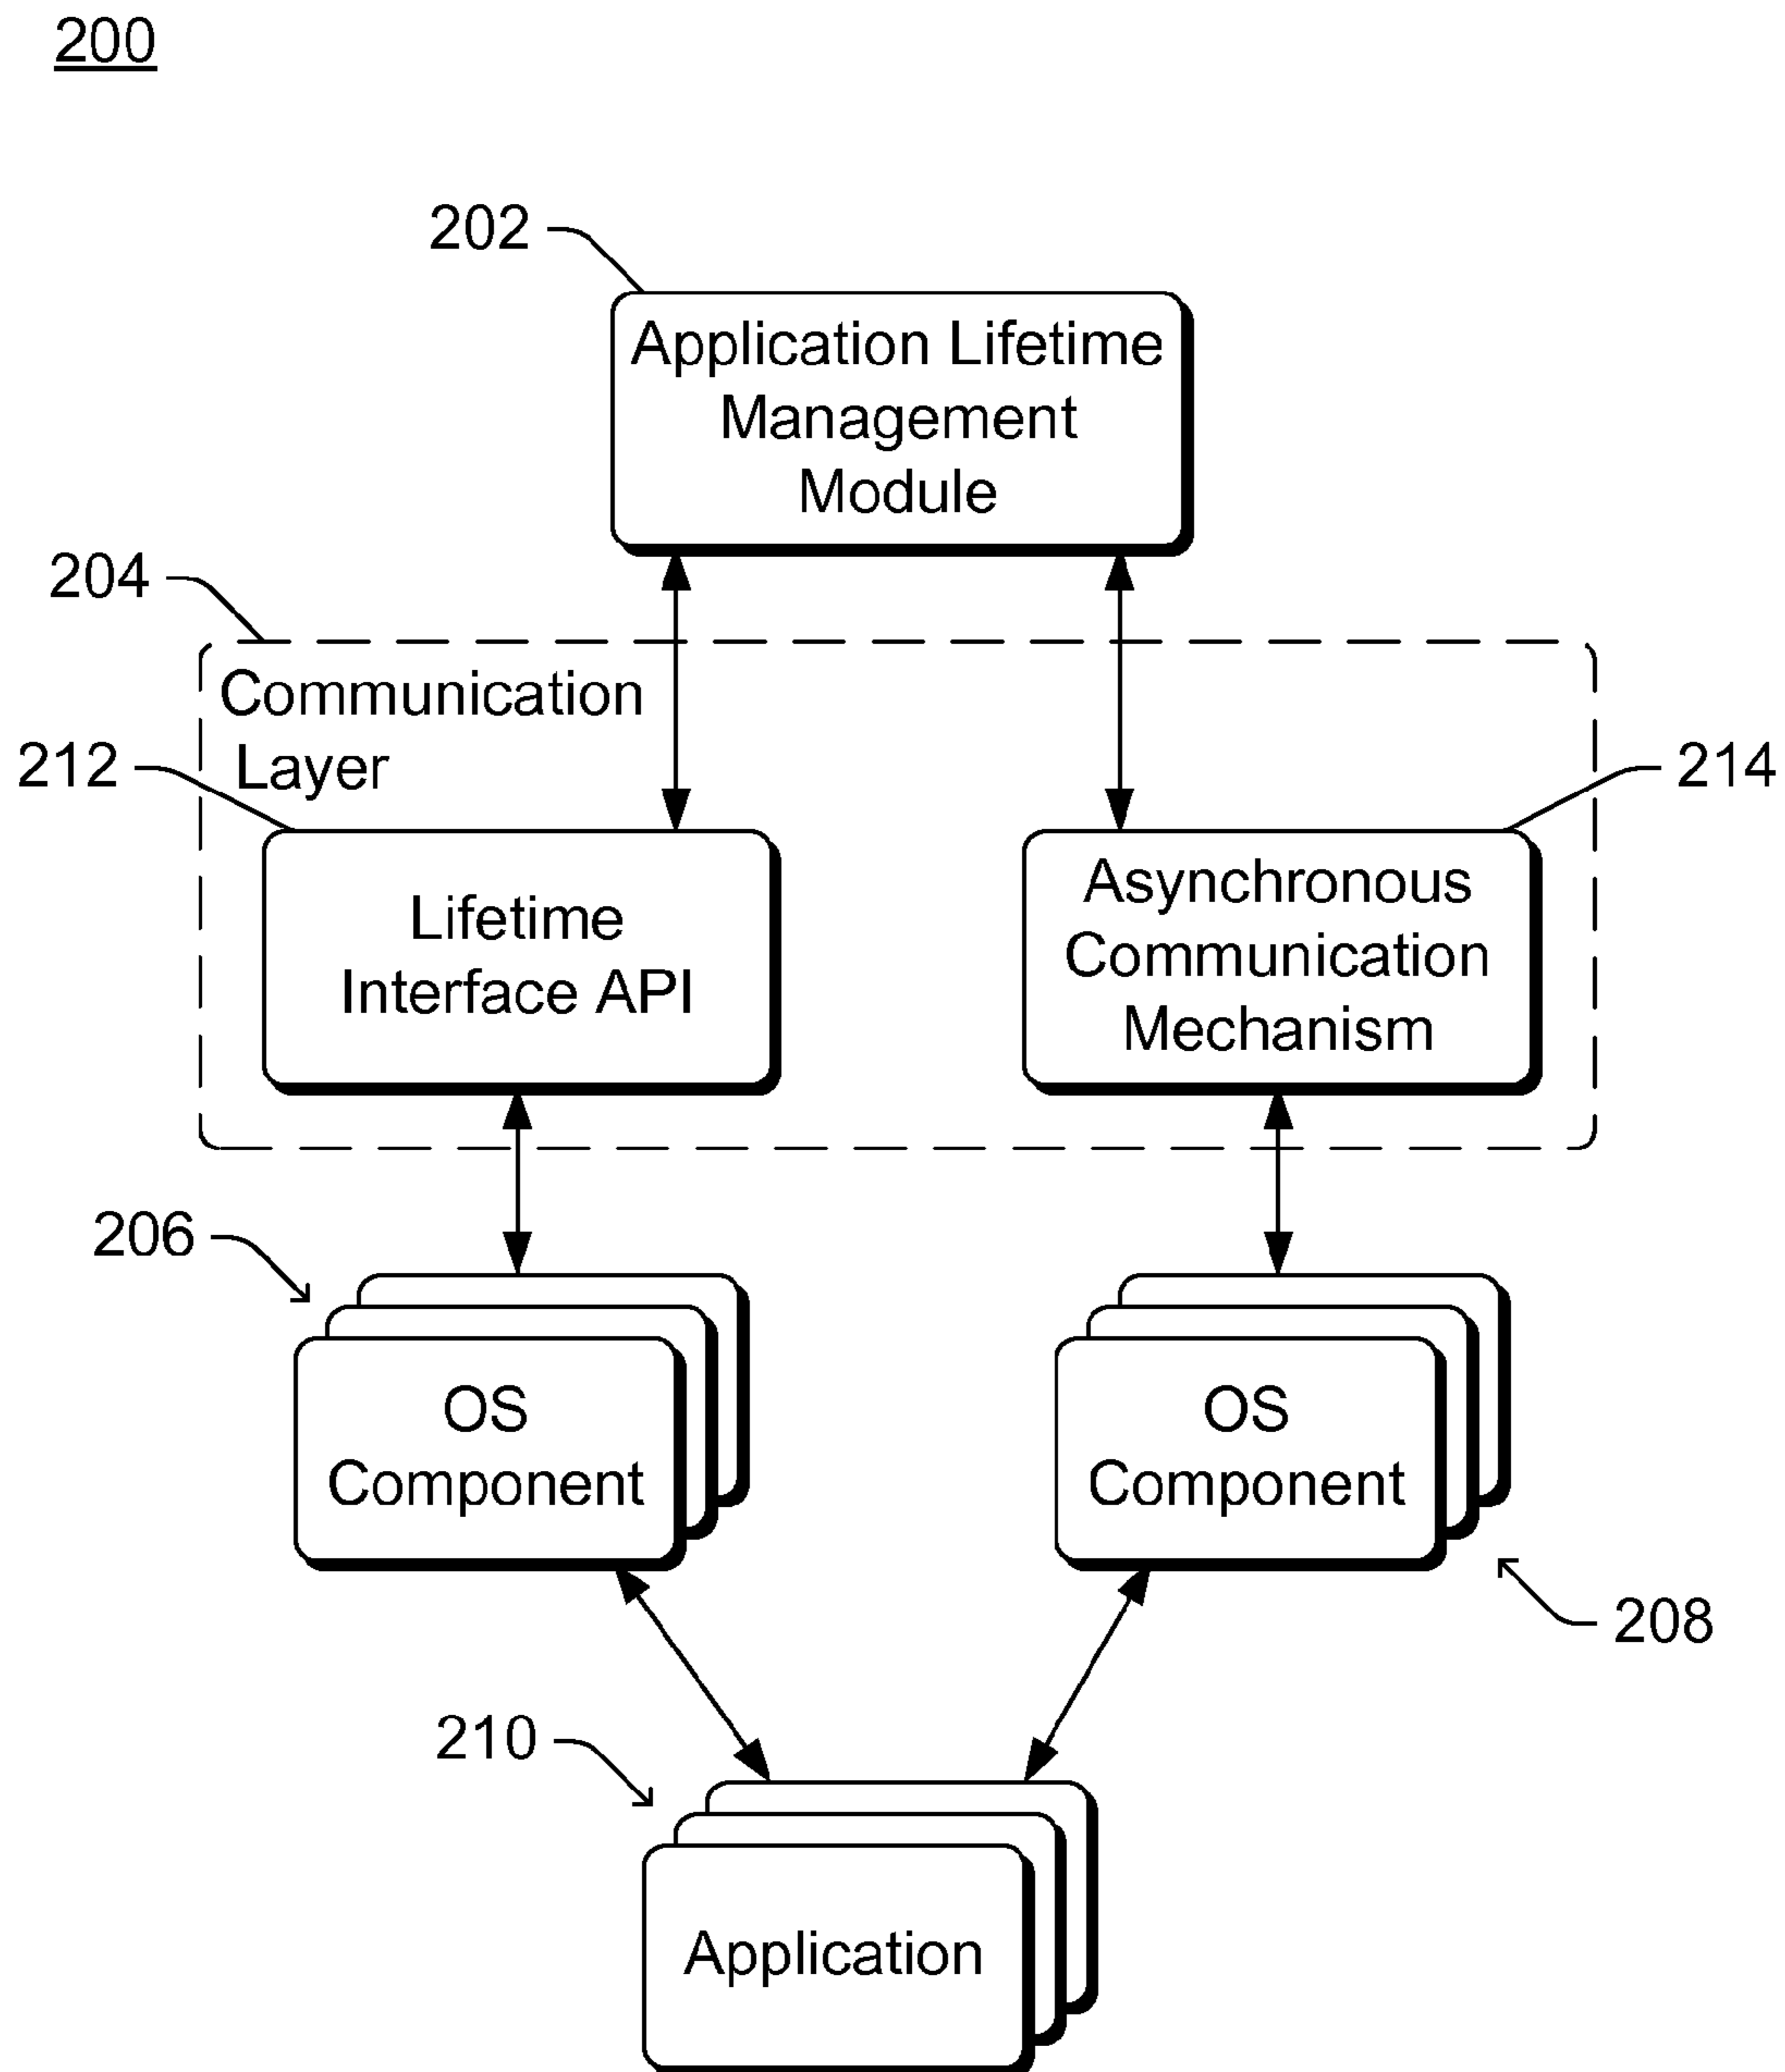 200
202
Application Lifetime
Management
Module
204
Communication
Layer
212
214
Lifetime
Interface API
Asynchronous
Communication
Mechanism
206
OS
Component
OS
Component
208
210
Application